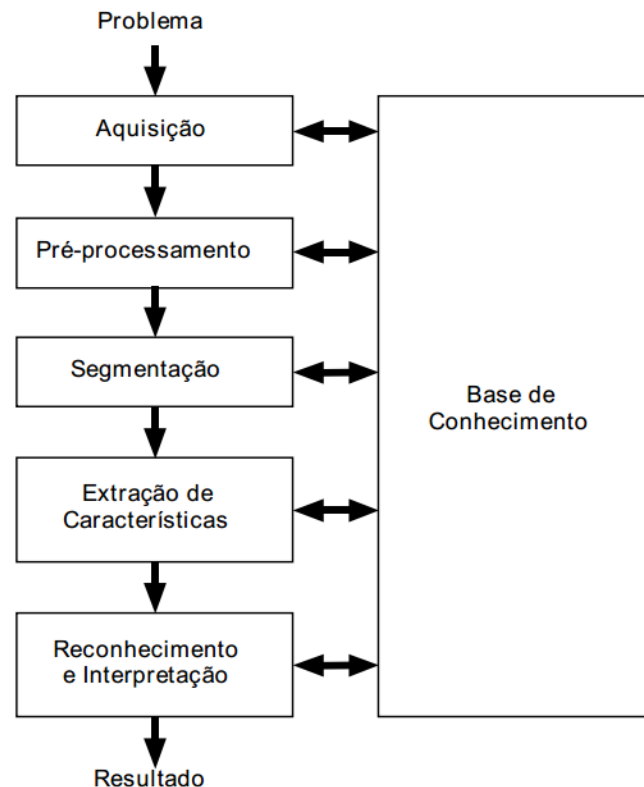 Problema
Aquisição
Pré-processamento
Segmentação
Extração de
Características
Reconhecimento
e Interpretação
Resultado
Base de
Conhecimento